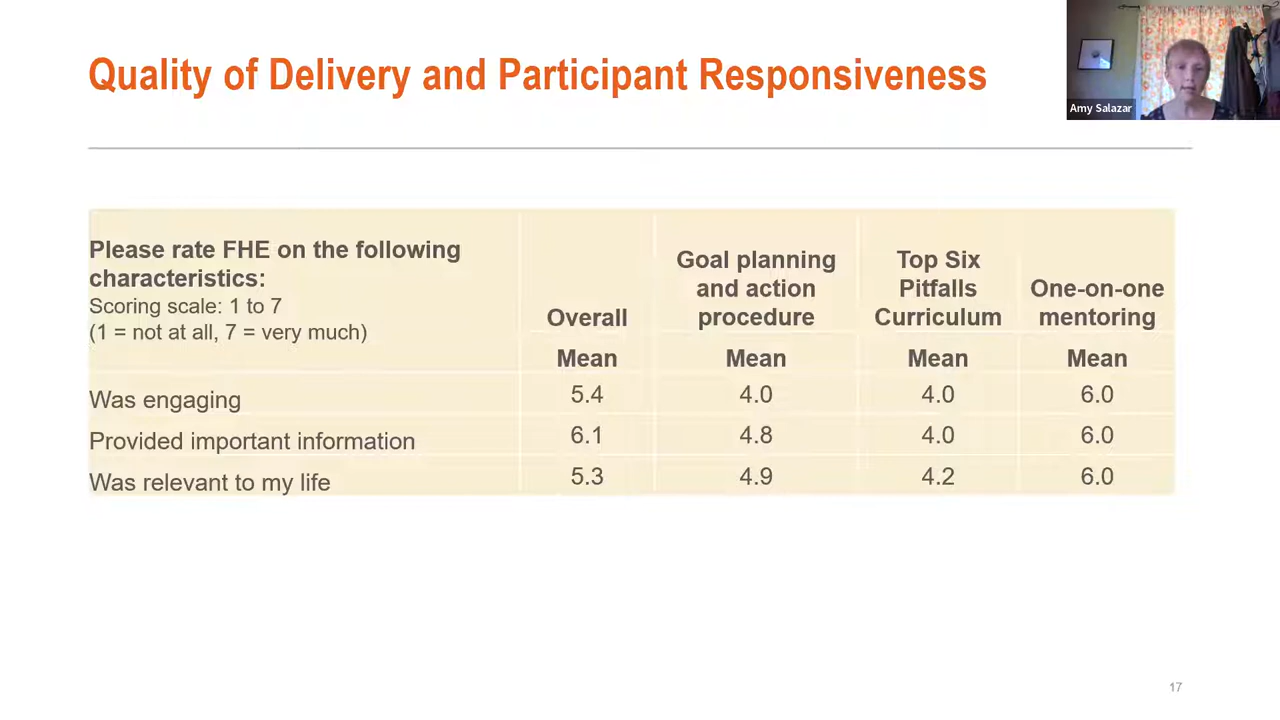 Quality of Delivery and Participant Responsiveness
Amy Salazar
Please rate FHE on the following
characteristics:
Scoring scale: 1 to 7
(1 = not at all, 7 = very much)
Overall
Goal planning
and action
procedure
Top Six
Pitfalls
Curriculum
One-on-one
mentoring
Mean Mean Mean Mean
Was engaging 5.4 4.0 4.0 6.0
Provided important information 6.1 4.8 4.0 6.0
Was relevant to my life 5.3 4.9 4.2 6.0
17